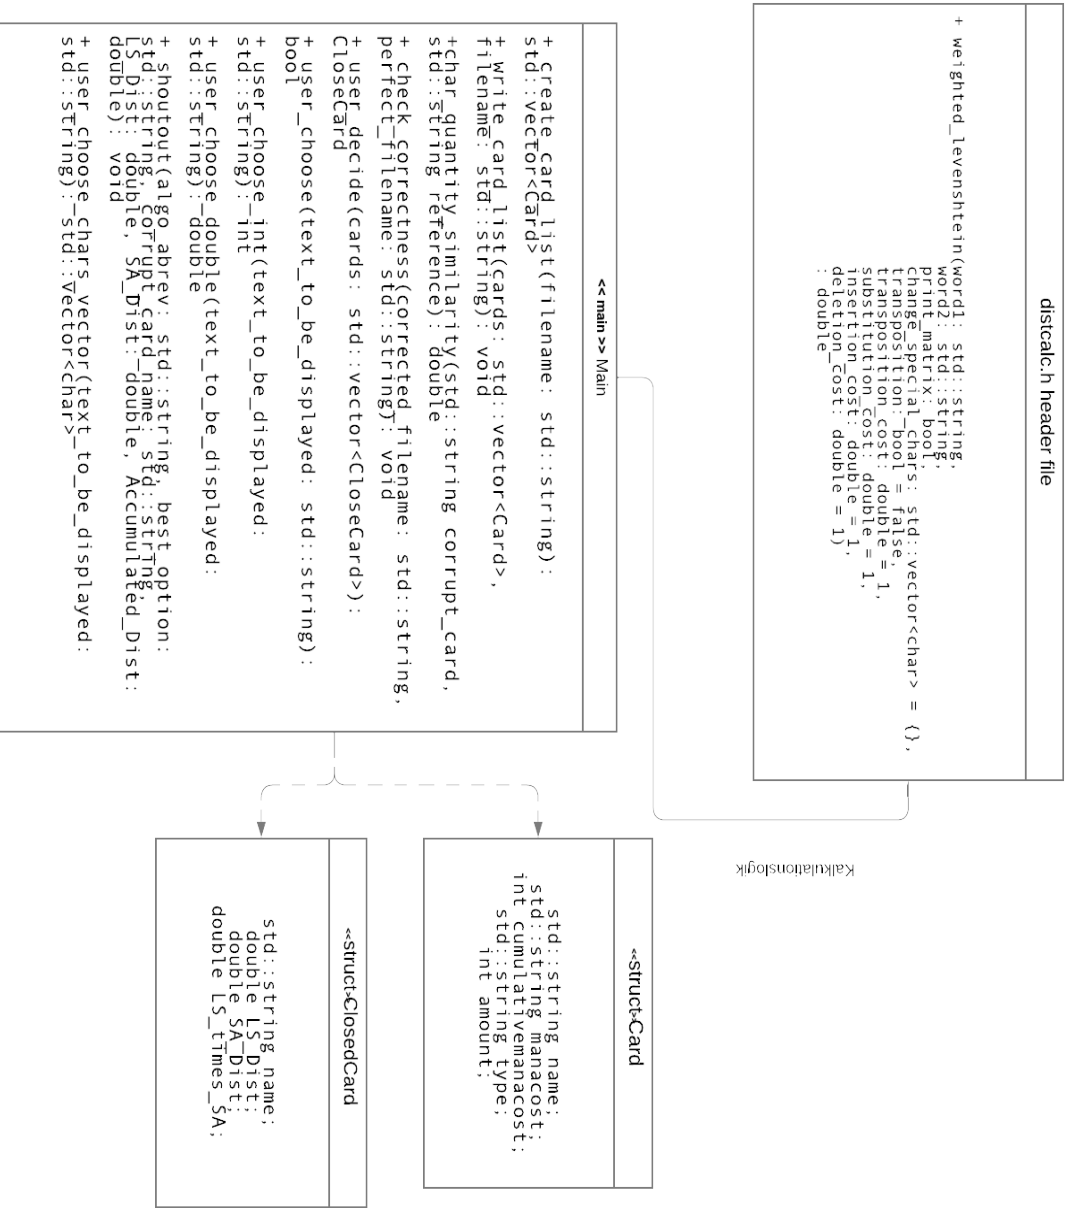 distcalc.h header file
+ weighted_levenshtein(word1: std::string,
word2: std::string,
print_matrix: bool,
change_special_chars: std::vector<char> = {},
transposition: bool = false,
transposition_cost: double = 1,
substitution_cost: double = 1,
insertion_cost: double = 1,
deletion_cost: double = 1)
: double
<< main >> Main
+ create_card_list(filename: std::string):
std::vector<Card>
+ write_card_list(cards: std::vector<Card>,
filename: std::string): void
+char_quantity_similarity(std::string corrupt_card,
std::string reference): double
+ check_correctness(corrected_filename: std::string,
perfect_filename: std::string): void
+ user_decide(cards: std::vector<CloseCard>):
CloseCard
+ user_choose(text_to_be_displayed: std::string):
bool
+ user_choose_int(text_to_be_displayed:
std::string): int
+ user_choose_double(text_to_be_displayed:
std::string): double
+ shoutout(algo_abrev: std::string, best_option:
std::string, corrupt_card_name: std::string,
LS_Dist: double, SA_Dist: double, Accumulated_Dist:
double): void
+ user_choose_chars_vector(text_to_be_displayed:
std::string): std::vector<char>
Kalkulationslogik
<<struct>>Card
std::string name;
std::string manacost;
int cumulativemanacost;
std::string type;
int amount;
<<struct>>ClosedCard
std::string name;
double LS_Dist;
double SA_Dist;
double LS_times_SA;